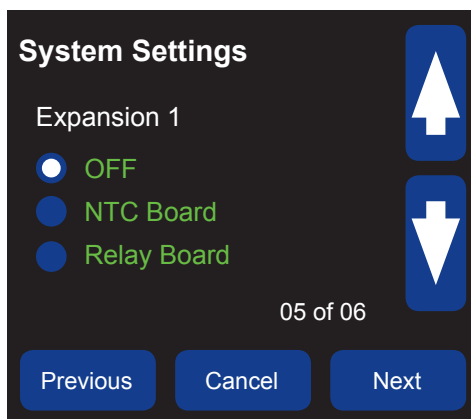 System Settings
Expansion 1
OFF
NTC Board
Relay Board
05 of 06
Previous
Cancel
Next